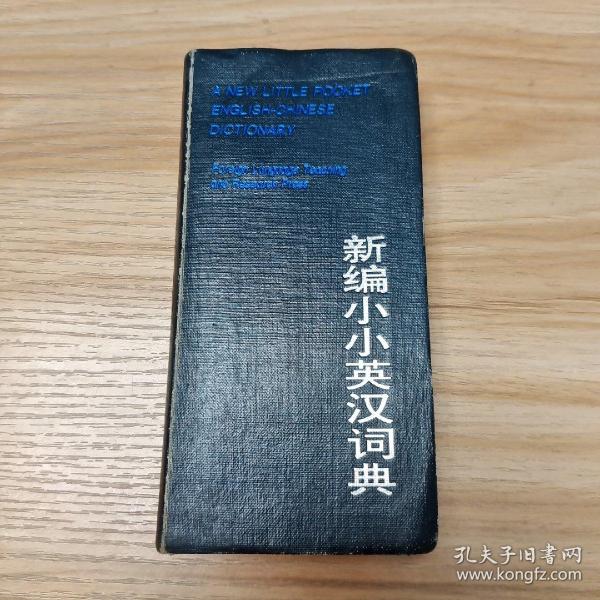 A NEW LITTLE POCKET
ENGLISH-CHINESE
DICTIONARY
Foreign Language Teaching
and Research Press
新编小小英汉词典
孔夫子旧书网
www.kongfz.com